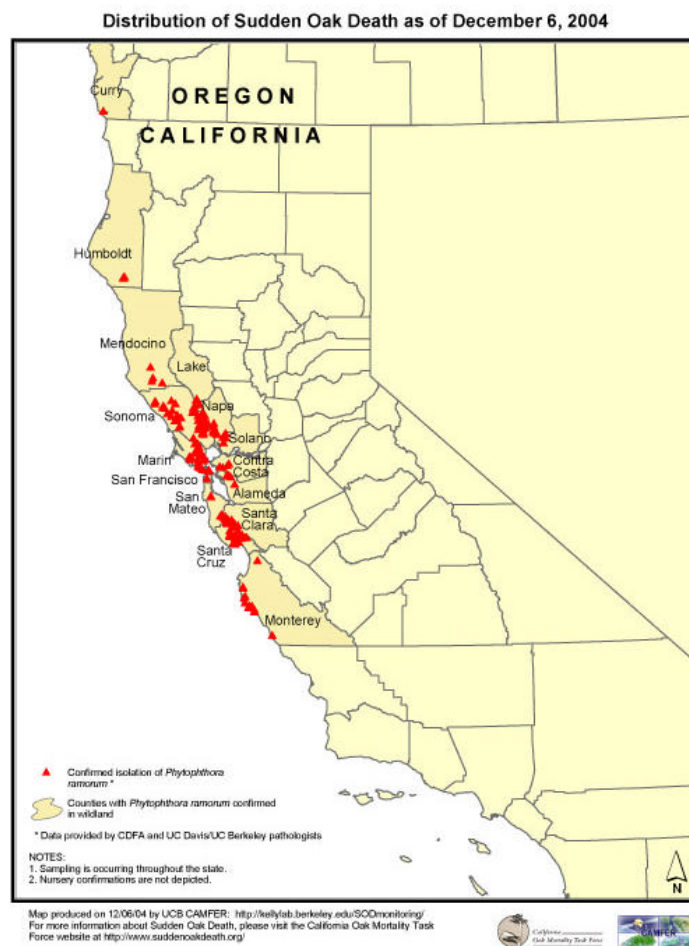 Distribution of Sudden Oak Death as of December 6, 2004
Curry
OREGON
CALIFORNIA
Humboldt
Mendocino
Lake
Napa
Sonoma
Solano
Marin
Contra
Costa
San Francisco
Alameda
San
Mateo
Santa
Clara
Santa
Cruz
Monterey
Confirmed isolation of Phytophthora
ramorum *
Counties with Phytophthora ramorum confirmed
in wildland
* Data provided by CDFA and UC Davis/UC Berkeley pathologists
NOTES:
1. Sampling is occurring throughout the state.
2. Nursery confirmations are not depicted.
N
Map produced on 12/06/04 by UCB CAMFER: http://kellylab.berkeley.edu/SODmonitoring/
For more information about Sudden Oak Death, please visit the California Oak Mortality Task
Force website at http://www.suddenoakdeath.org/
California
Oak Mortality Task Force
CAMFER